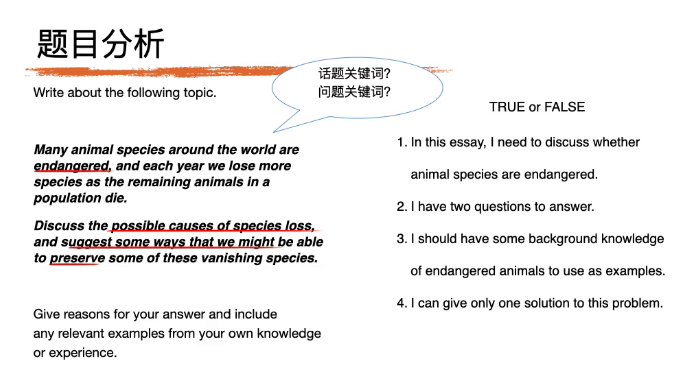 题目分析
话题关键词?
问题关键词?
Write about the following topic.
Many animal species around the world are
endangered, and each year we lose more
species as the remaining animals in a
population die.
Discuss the possible causes of species loss,
and suggest some ways that we might be able
to preserve some of these vanishing species.
Give reasons for your answer and include
any relevant examples from your own knowledge
or experience.
TRUE or FALSE
1. In this essay, I need to discuss whether
animal species are endangered.
2. I have two questions to answer.
3. I should have some background knowledge
of endangered animals to use as examples.
4. I can give only one solution to this problem.